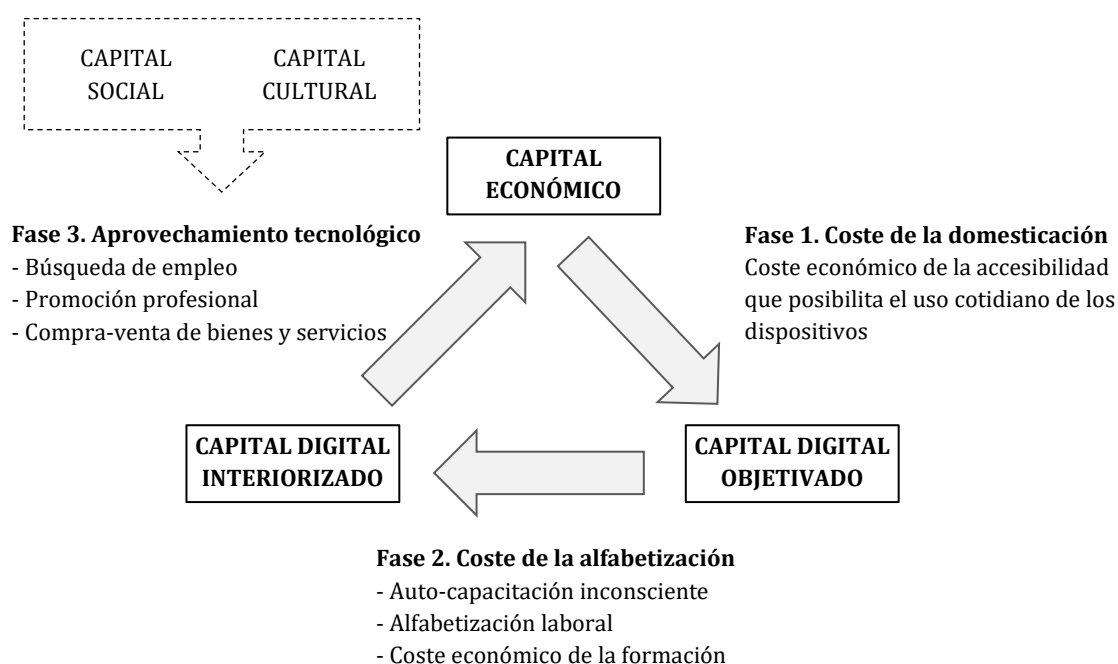 CAPITAL
SOCIAL
CAPITAL
CULTURAL
CAPITAL
ECONÓMICO
Fase 3. Aprovechamiento tecnológico
- Búsqueda de empleo
- Promoción profesional
- Compra-venta de bienes y servicios
Fase 1. Coste de la domesticación
Coste económico de la accesibilidad
que posibilita el uso cotidiano de los
dispositivos
CAPITAL DIGITAL
INTERIORIZADO
CAPITAL DIGITAL
OBJETIVADO
Fase 2. Coste de la alfabetización
- Auto-capacitación inconsciente
- Alfabetización laboral
- Coste económico de la formación